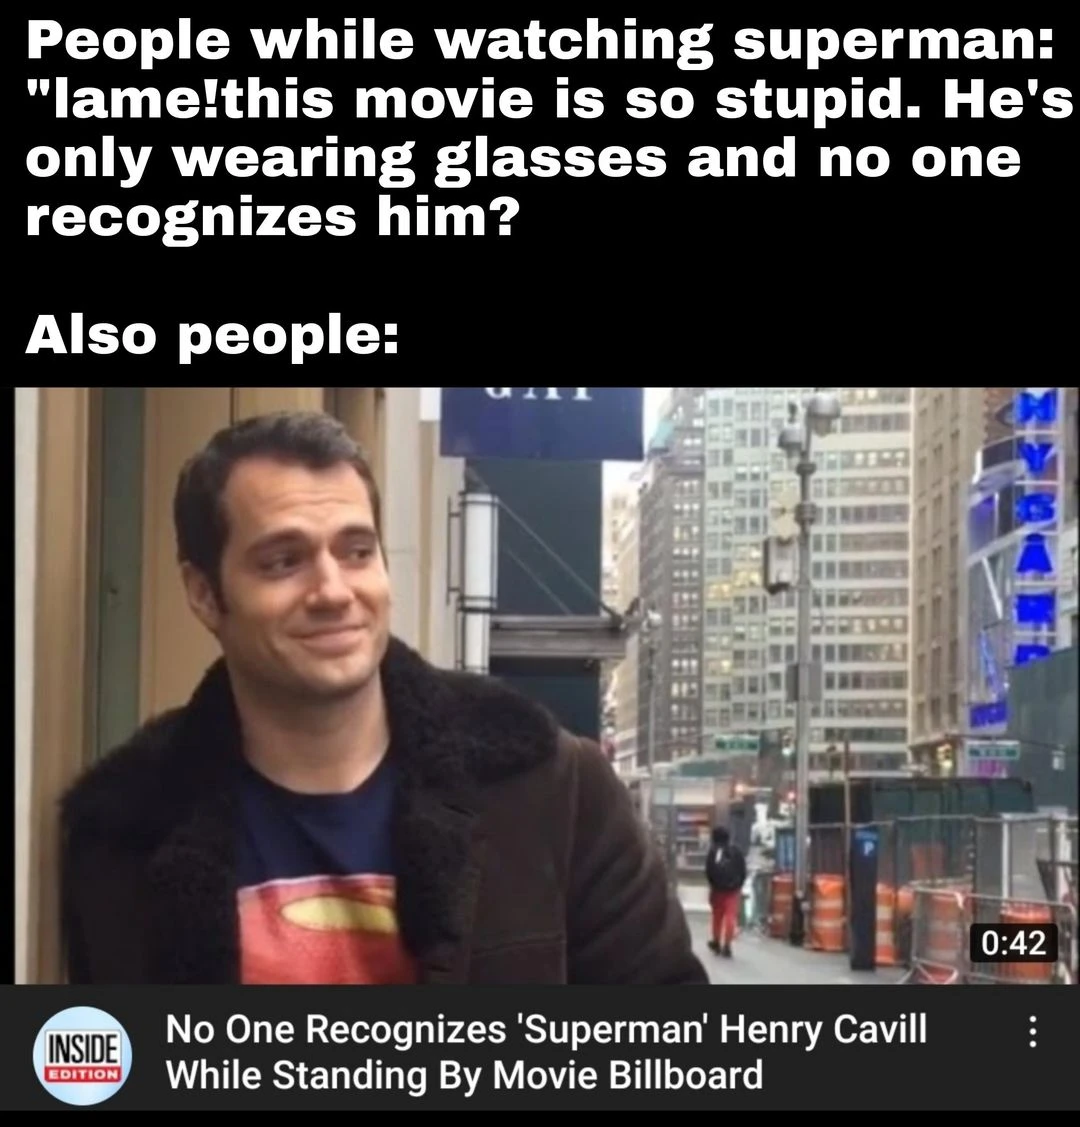 People while watching superman:
"lame!this movie is so stupid. He's
only wearing glasses and no one
recognizes him?
Also people:
GAP
0:42
INSIDE
EDITION
No One Recognizes 'Superman' Henry Cavill
While Standing By Movie Billboard